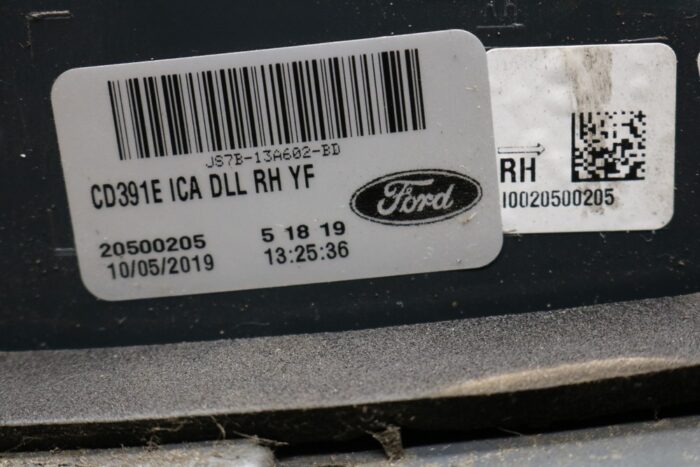 JS7B-13A602-BD
CD391E ICA DLL RH YF
Ford
20500205 5 18 19
10/05/2019 13:25:36
RH
I0020500205